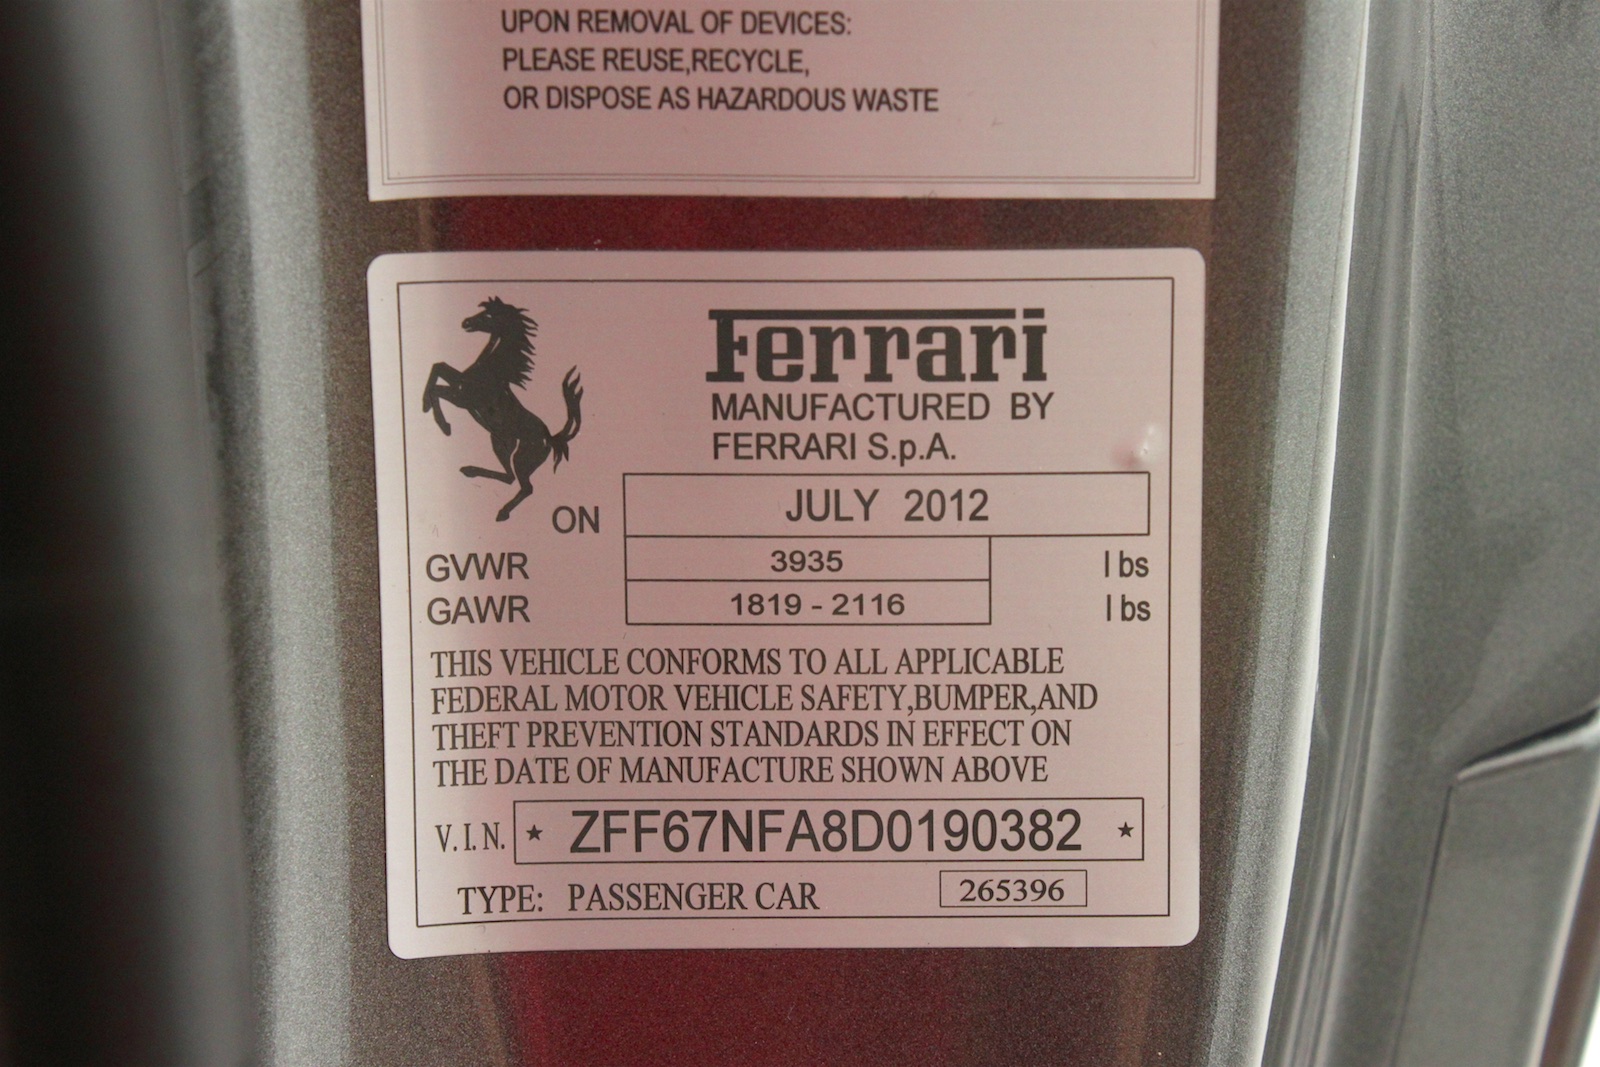 UPON REMOVAL OF DEVICES:
PLEASE REUSE,RECYCLE,
OR DISPOSE AS HAZARDOUS WASTE
Ferrari
MANUFACTURED BY
FERRARI S.p.A.
ON JULY 2012
GVWR 3935 lbs
GAWR 1819 - 2116 lbs
THIS VEHICLE CONFORMS TO ALL APPLICABLE
FEDERAL MOTOR VEHICLE SAFETY,BUMPER,AND
THEFT PREVENTION STANDARDS IN EFFECT ON
THE DATE OF MANUFACTURE SHOWN ABOVE
V.I.N. ★ ZFF67NFA8D0190382 ★
TYPE: PASSENGER CAR 265396